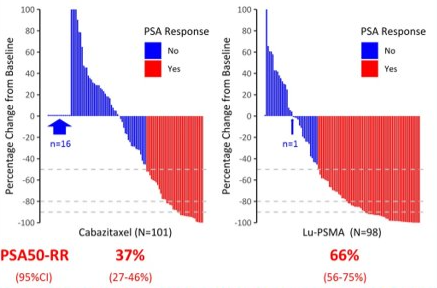 100
80
60
40
20
0
-20
-40
-60
-80
-100
Percentage Change from Baseline
PSA Response
No
Yes
n=16
Cabazitaxel (N=101)
100
80
60
40
20
0
-20
-40
-60
-80
-100
Percentage Change from Baseline
PSA Response
No
Yes
n=1
Lu-PSMA (N=98)
PSA50-RR 37% 66%
(95%CI) (27-46%) (56-75%)